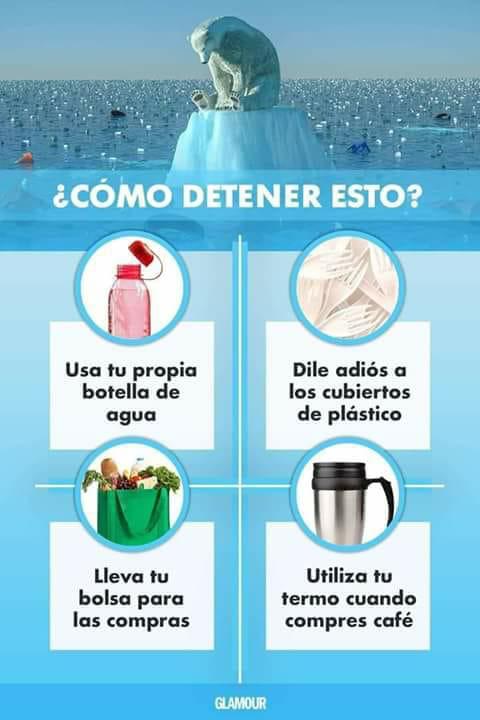 ¿CÓMO DETENER ESTO?
Usa tu propia
botella de
agua
Dile adiós a
los cubiertos
de plástico
Lleva tu
bolsa para
las compras
Utiliza tu
termo cuando
compres café
GLAMOUR